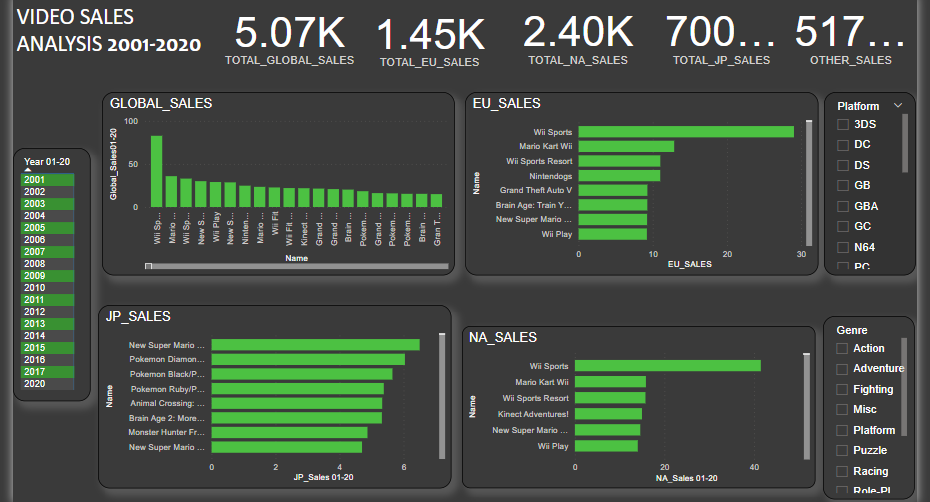 VIDEO SALES
ANALYSIS 2001-2020
5.07K
TOTAL_GLOBAL_SALES
1.45K
TOTAL_EU_SALES
2.40K
TOTAL_NA_SALES
700...
TOTAL_JP_SALES
517...
OTHER_SALES
Year 01-20
2001
2002
2003
2004
2005
2006
2007
2008
2009
2010
2011
2012
2013
2014
2015
2016
2017
2020
GLOBAL_SALES
Global_Sales01-20
100
50
0
Wii Sp...
Mario ...
Wii Sp...
New S...
Wii Play
New S...
Ninten...
Mario ...
Wii Fit
Wii Fit ...
Kinect ...
Grand ...
Grand ...
Brain ...
Pokem...
Grand ...
Pokem...
Pokem...
Brain ...
Gran T...
Name
EU_SALES
Name
Wii Sports
Mario Kart Wii
Wii Sports Resort
Nintendogs
Grand Theft Auto V
Brain Age: Train Y...
New Super Mario ...
Wii Play
0 10 20 30
EU_SALES
Platform
3DS
DC
DS
GB
GBA
GC
N64
PC
JP_SALES
Name
New Super Mario ...
Pokemon Diamon...
Pokemon Black/P...
Pokemon Ruby/P...
Animal Crossing: ...
Brain Age 2: More...
Monster Hunter Fr...
New Super Mario ...
0 2 4 6
JP_Sales 01-20
NA_SALES
Name
Wii Sports
Mario Kart Wii
Wii Sports Resort
Kinect Adventures!
New Super Mario ...
Wii Play
0 20 40
NA_Sales 01-20
Genre
Action
Adventure
Fighting
Misc
Platform
Puzzle
Racing
Role-Pl